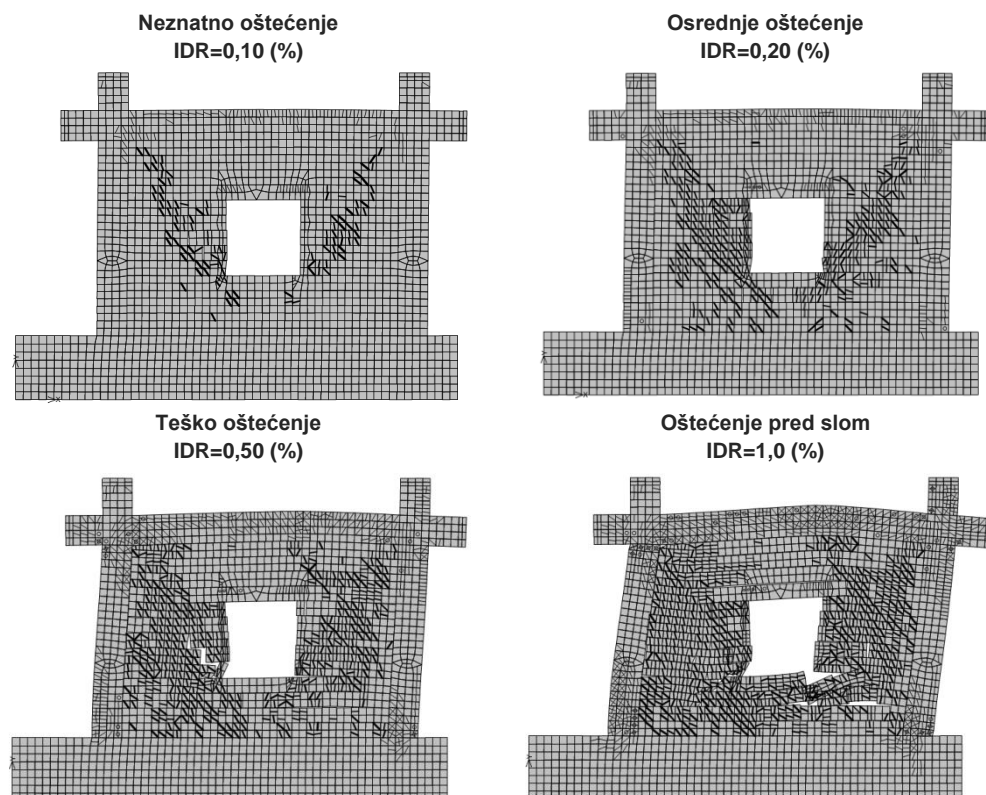 Neznatno oštećenje
IDR=0,10 (%)
Osrednje oštećenje
IDR=0,20 (%)
Teško oštećenje
IDR=0,50 (%)
Oštećenje pred slom
IDR=1,0 (%)